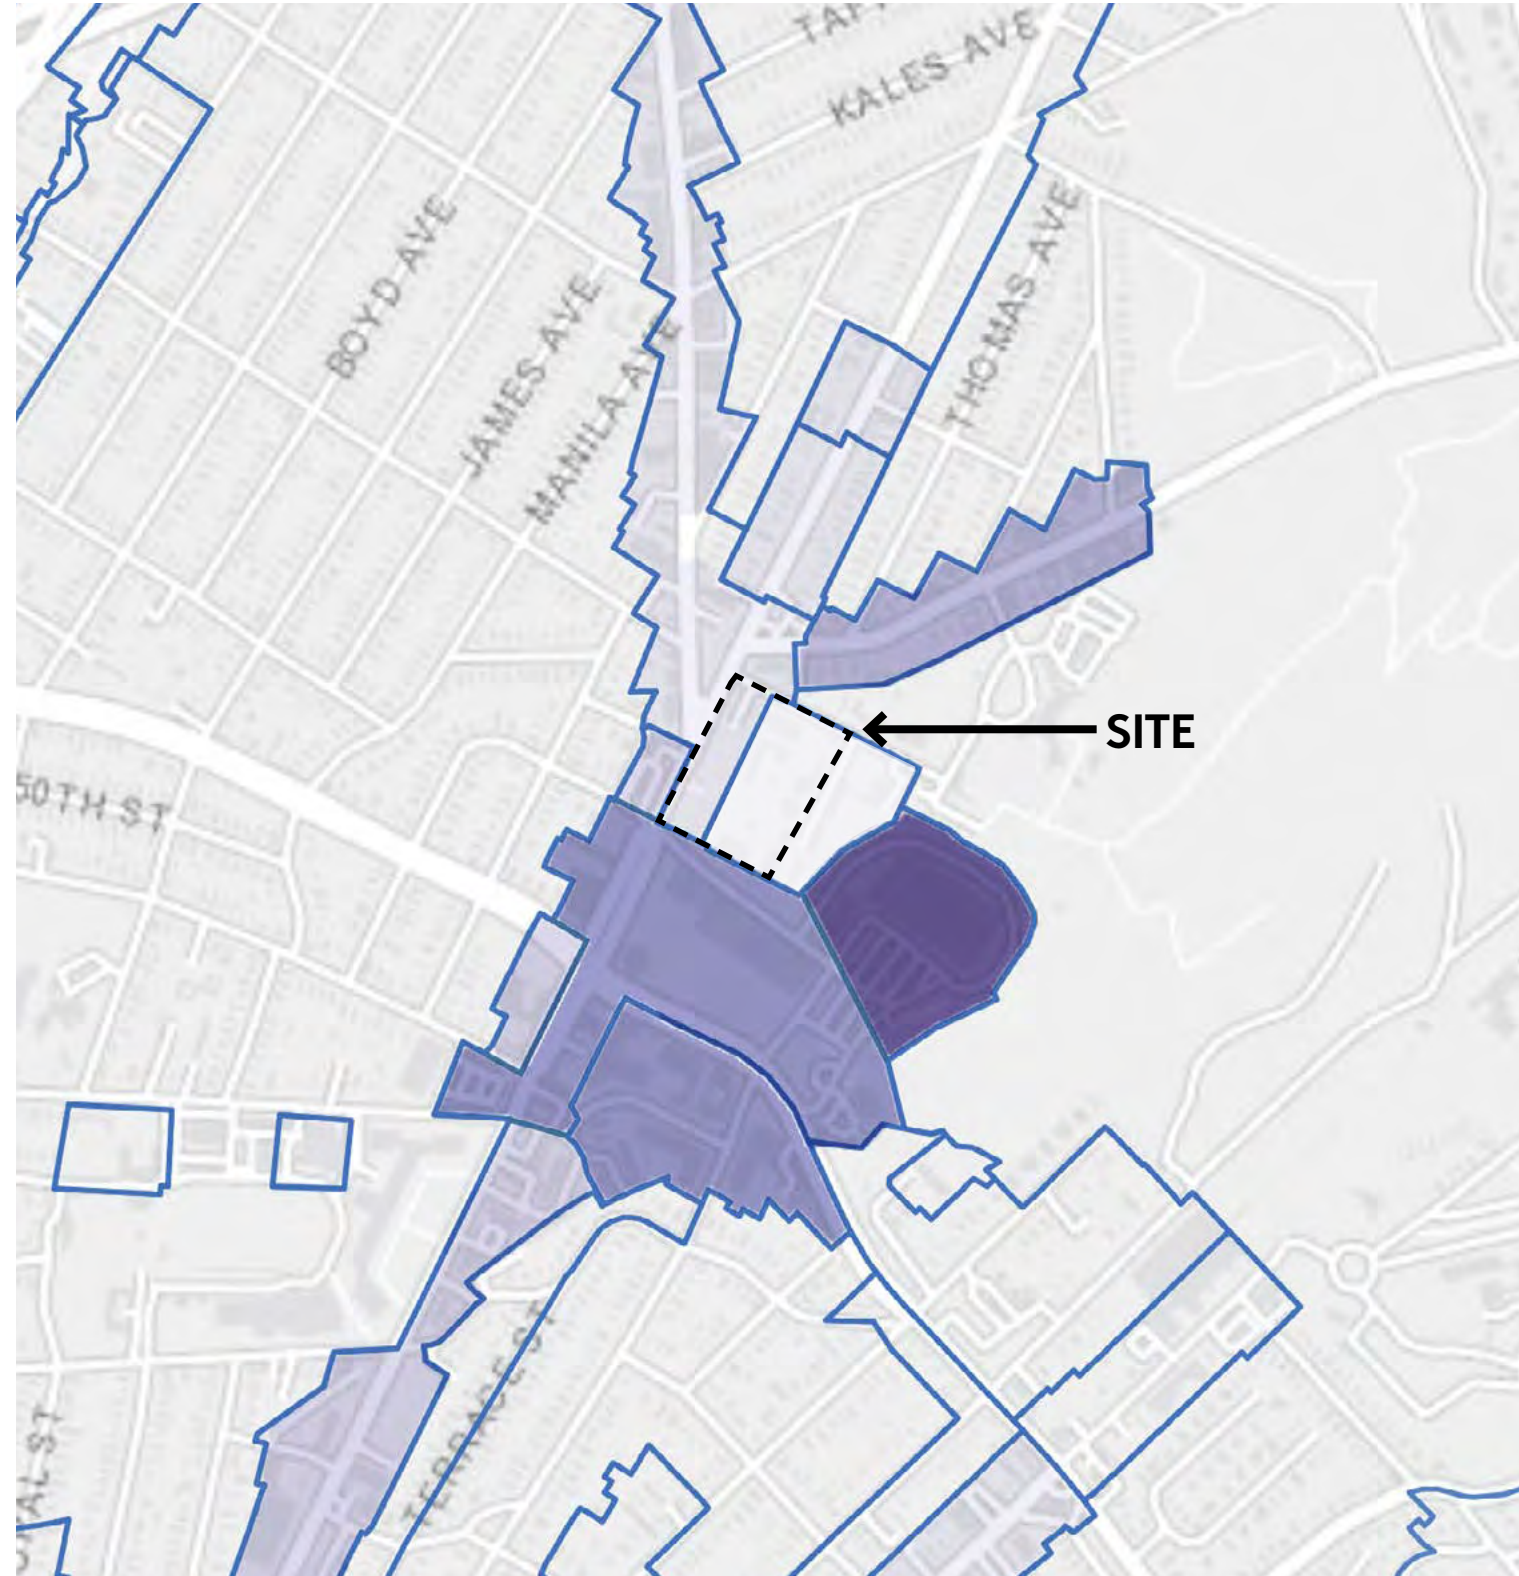 KALES AVE
BOYD AVE
THOMAS AVE
JAMES AVE
MANILA AVE
SITE
50TH ST
TERRACE ST